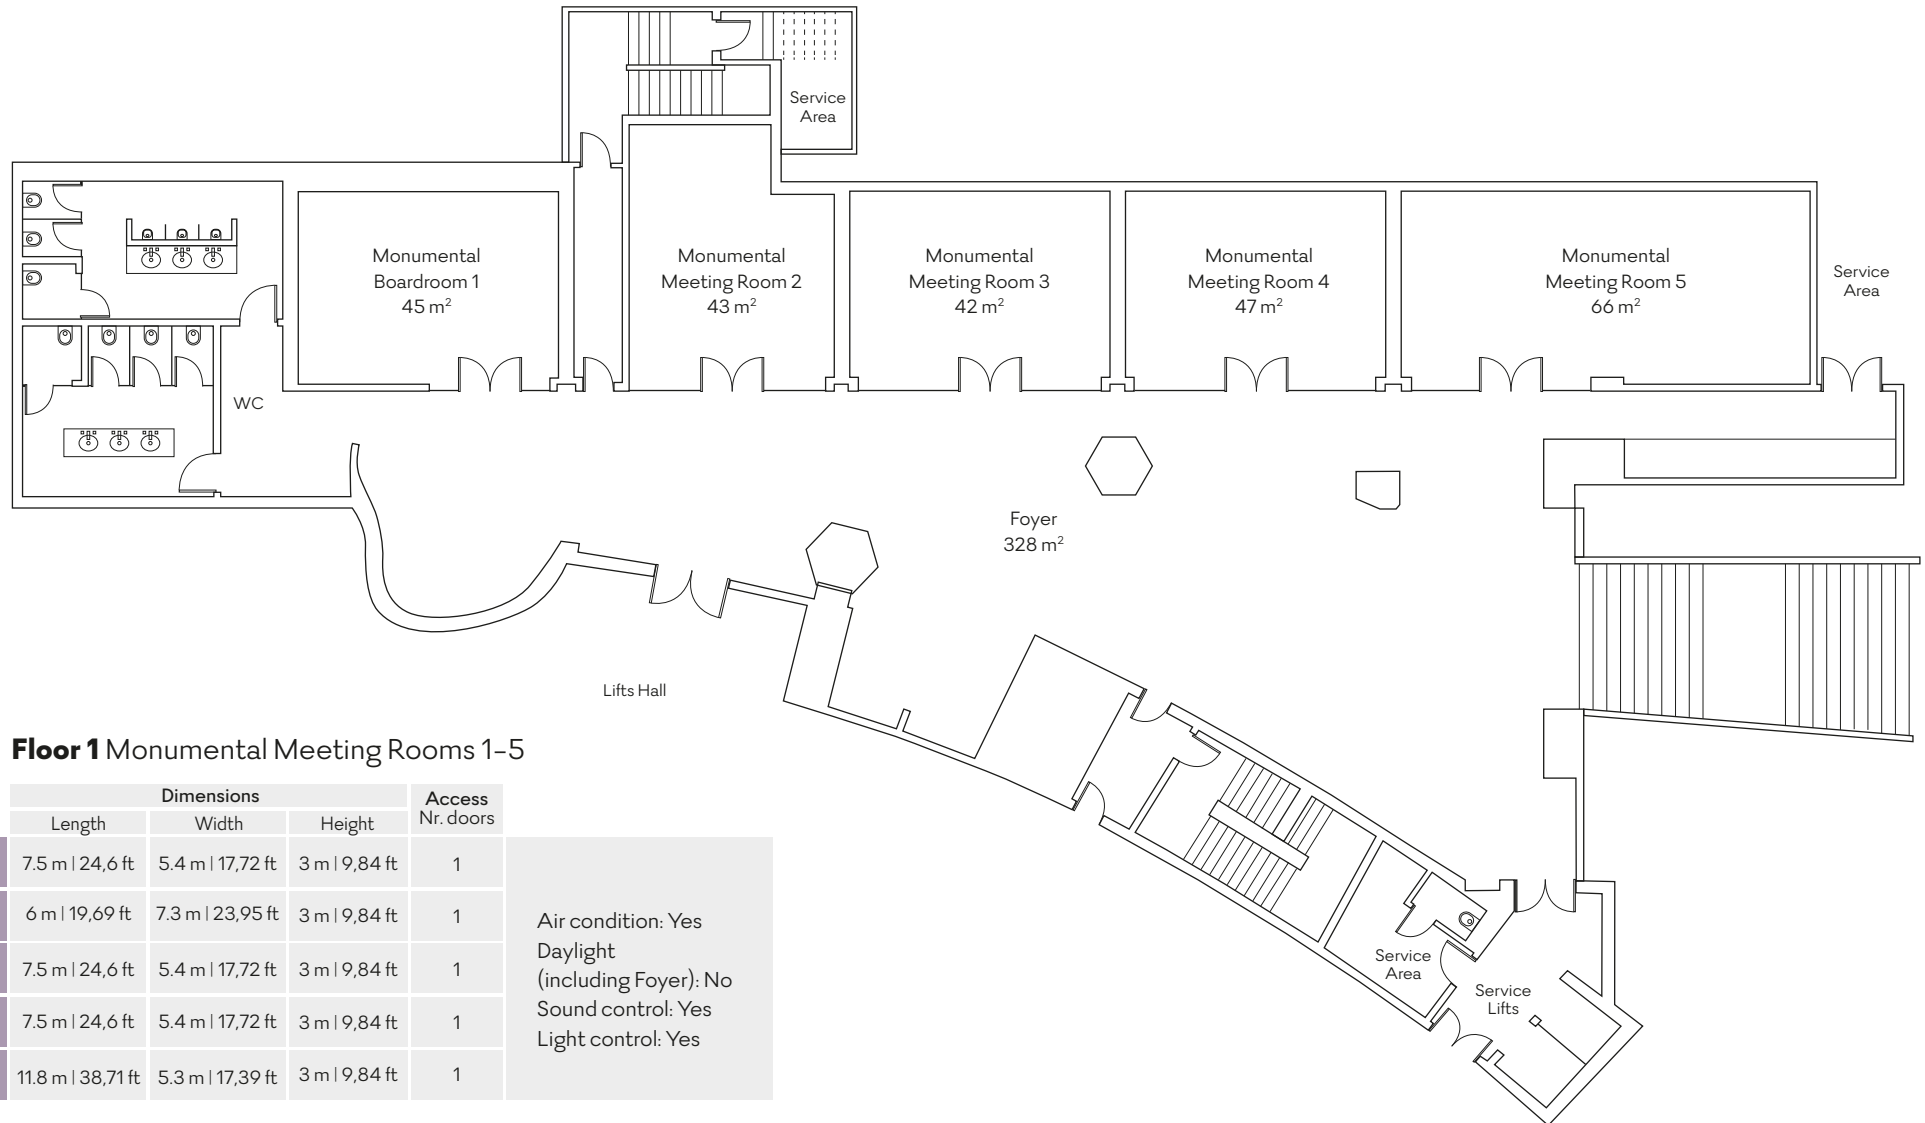 Service
Area
Monumental
Boardroom 1
45 m²
Monumental
Meeting Room 2
43 m²
Monumental
Meeting Room 3
42 m²
Monumental
Meeting Room 4
47 m²
Monumental
Meeting Room 5
66 m²
Service
Area
WC
Foyer
328 m²
Lifts Hall
Service
Area
Service
Lifts
Floor 1 Monumental Meeting Rooms 1–5
Dimensions Access
Nr. doors
Length Width Height
7.5 m | 24,6 ft 5.4 m | 17,72 ft 3 m | 9,84 ft 1
6 m | 19,69 ft 7.3 m | 23,95 ft 3 m | 9,84 ft 1
7.5 m | 24,6 ft 5.4 m | 17,72 ft 3 m | 9,84 ft 1
7.5 m | 24,6 ft 5.4 m | 17,72 ft 3 m | 9,84 ft 1
11.8 m | 38,71 ft 5.3 m | 17,39 ft 3 m | 9,84 ft 1
Air condition: Yes
Daylight
(including Foyer): No
Sound control: Yes
Light control: Yes